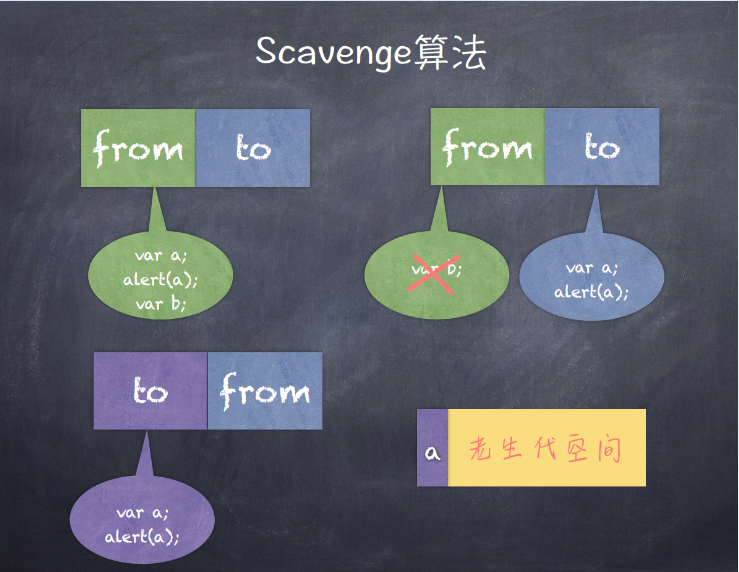 Scavenge算法
from to
var a;
alert(a);
var b;
from to
var b;
var a;
alert(a);
to from
var a;
alert(a);
a 老生代空间